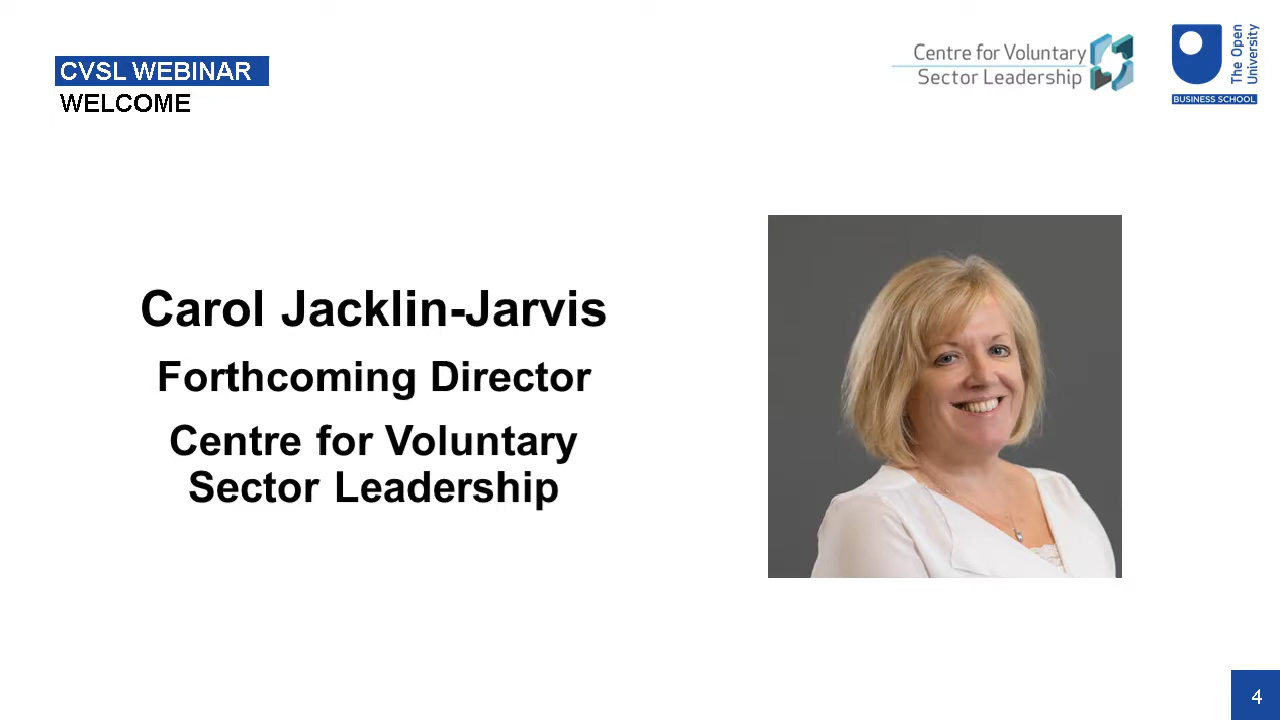 CVSL WEBINAR
WELCOME
Centre for Voluntary
Sector Leadership
The Open
University
BUSINESS SCHOOL
Carol Jacklin-Jarvis
Forthcoming Director
Centre for Voluntary
Sector Leadership
4